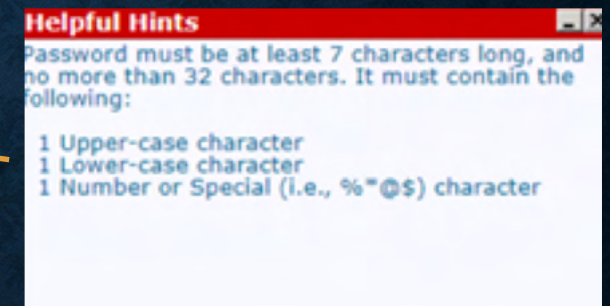 Helpful Hints
Password must be at least 7 characters long, and
no more than 32 characters. It must contain the
following:
1 Upper-case character
1 Lower-case character
1 Number or Special (i.e., %"@$) character